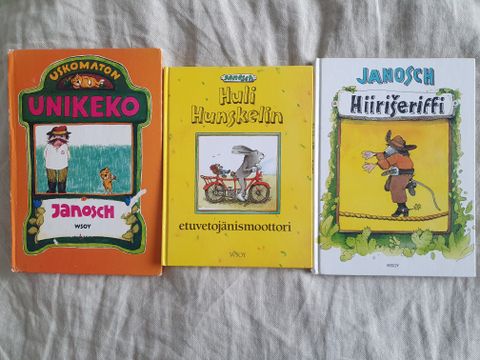 USKOMATON
UNIKEKO
Janosch
WSOY
JANOSCH
Huli
Hunskelin
etuvetojänismoottori
WSOY
JANOSCH
Hiirišeriffi
WSOY